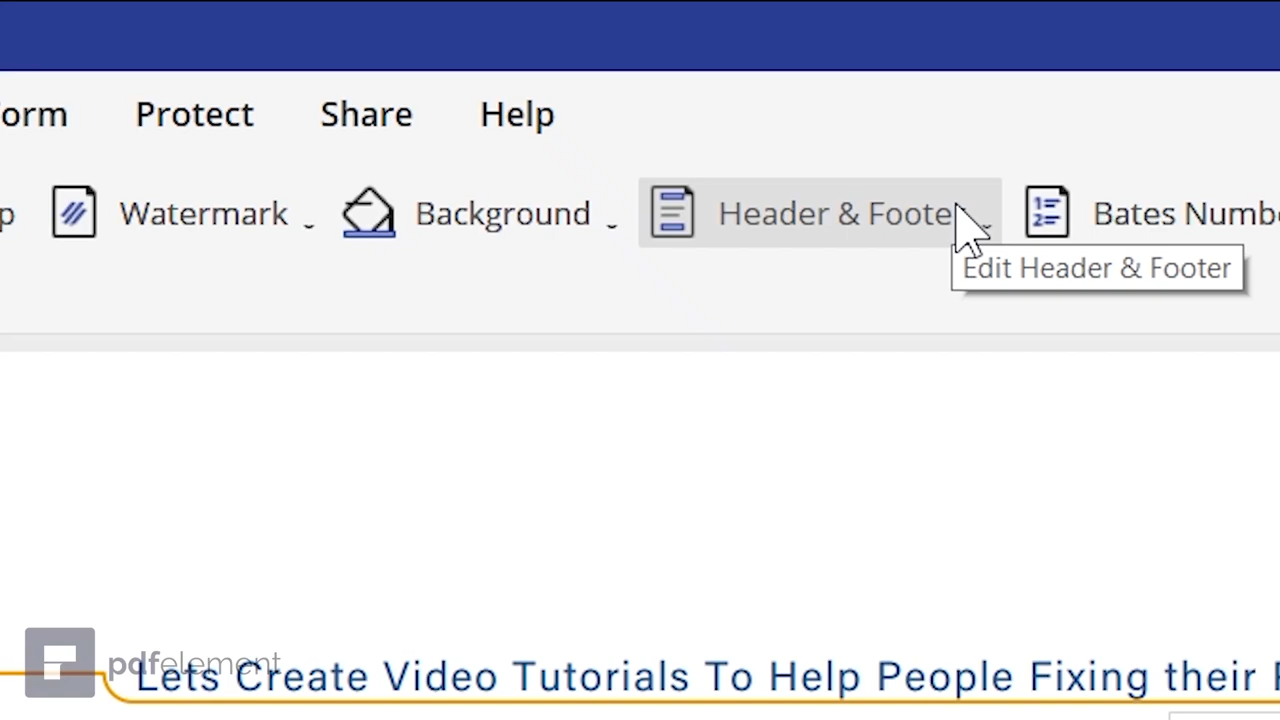 orm Protect Share Help
p Watermark Background Header & Foote Bates Numb
Edit Header & Footer
pdfelement
Lets Create Video Tutorials To Help People Fixing their